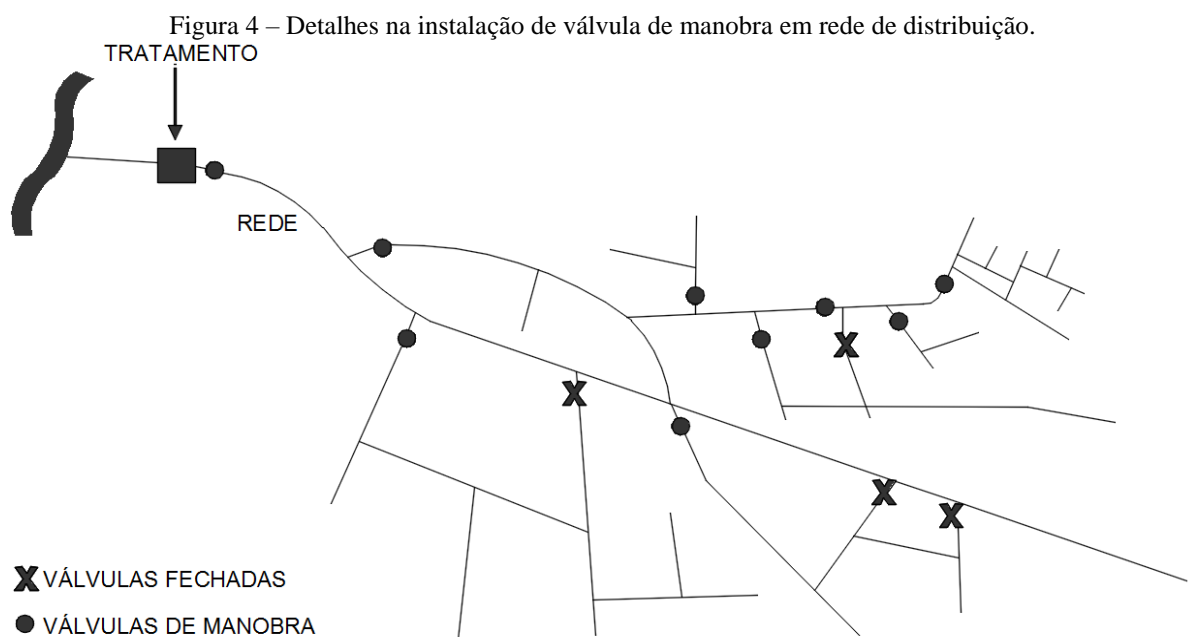 Figura 4 – Detalhes na instalação de válvula de manobra em rede de distribuição.
TRATAMENTO
REDE
VÁLVULAS FECHADAS
VÁLVULAS DE MANOBRA